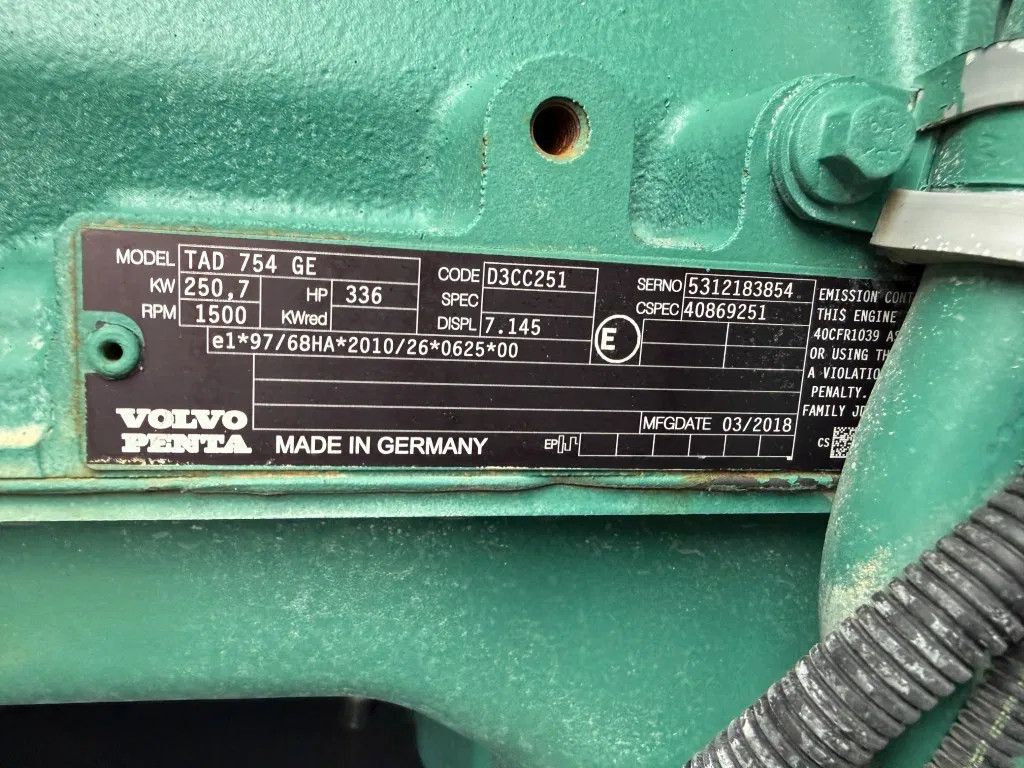 MODEL TAD 754 GE
KW 250,7 HP 336
RPM 1500 KWred
CODE D3CC251
SPEC
DISPL 7.145
SERNO 5312183854
CSPEC 40869251
E
e1*97/68HA*2010/26*0625*00
VOLVO
PENTA
MADE IN GERMANY
MFGDATE 03/2018
EP
EMISSION CONT
THIS ENGINE
40CFR1039
OR USING
A VIOLATIO
PENALTY.
FAMILY
CS